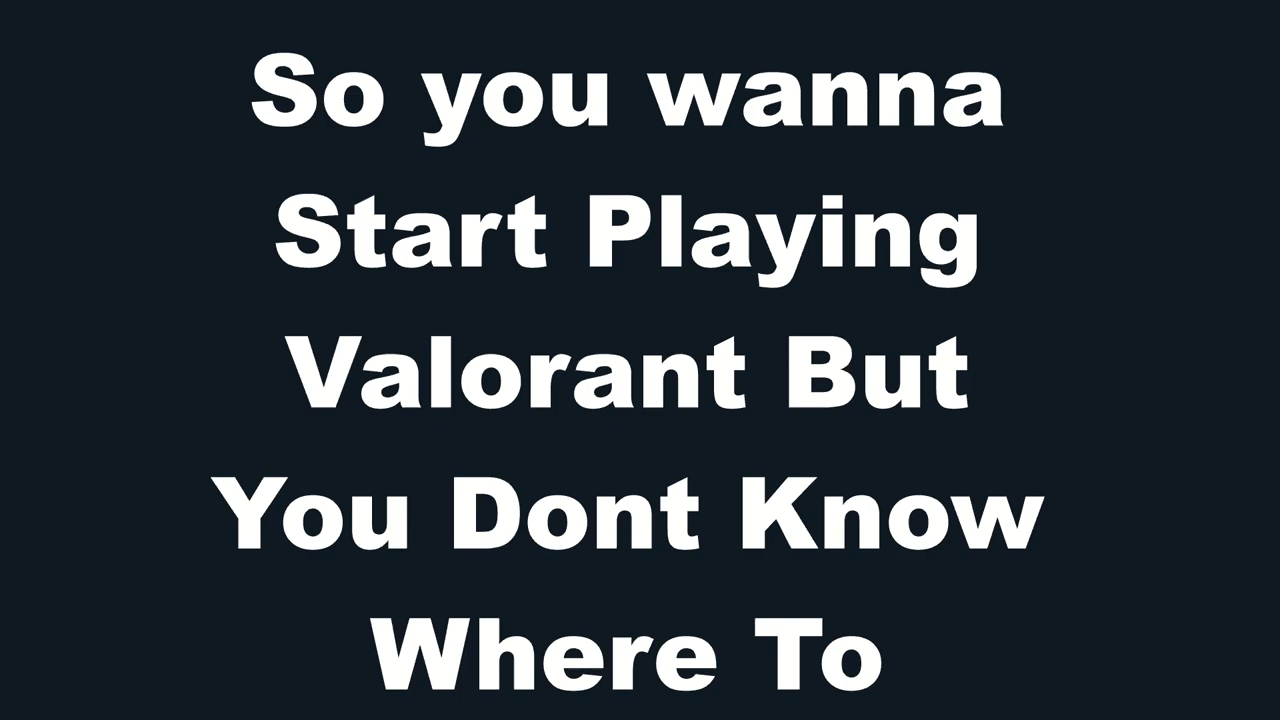 So you wanna
Start Playing
Valorant But
You Dont Know
Where To